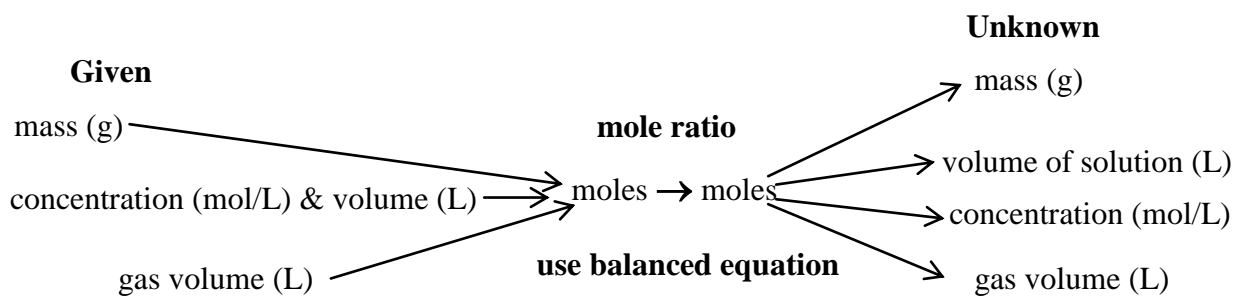 Unknown
Given
mass (g)
mass (g)
mole ratio
volume of solution (L)
concentration (mol/L) & volume (L)
moles → moles
concentration (mol/L)
gas volume (L)
use balanced equation
gas volume (L)